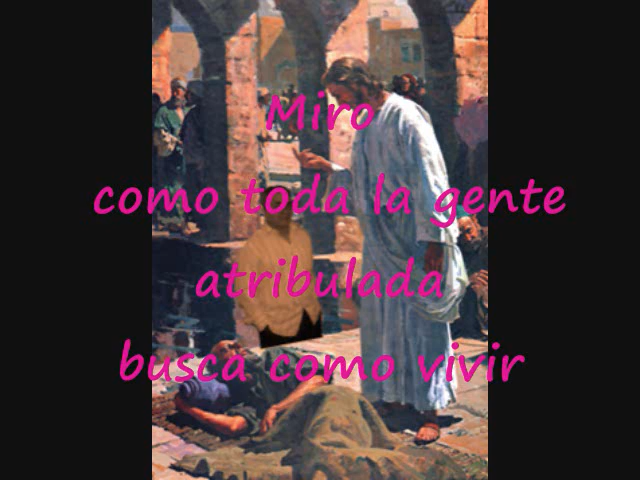 Miro
como toda la gente
atribulada
busca como vivir